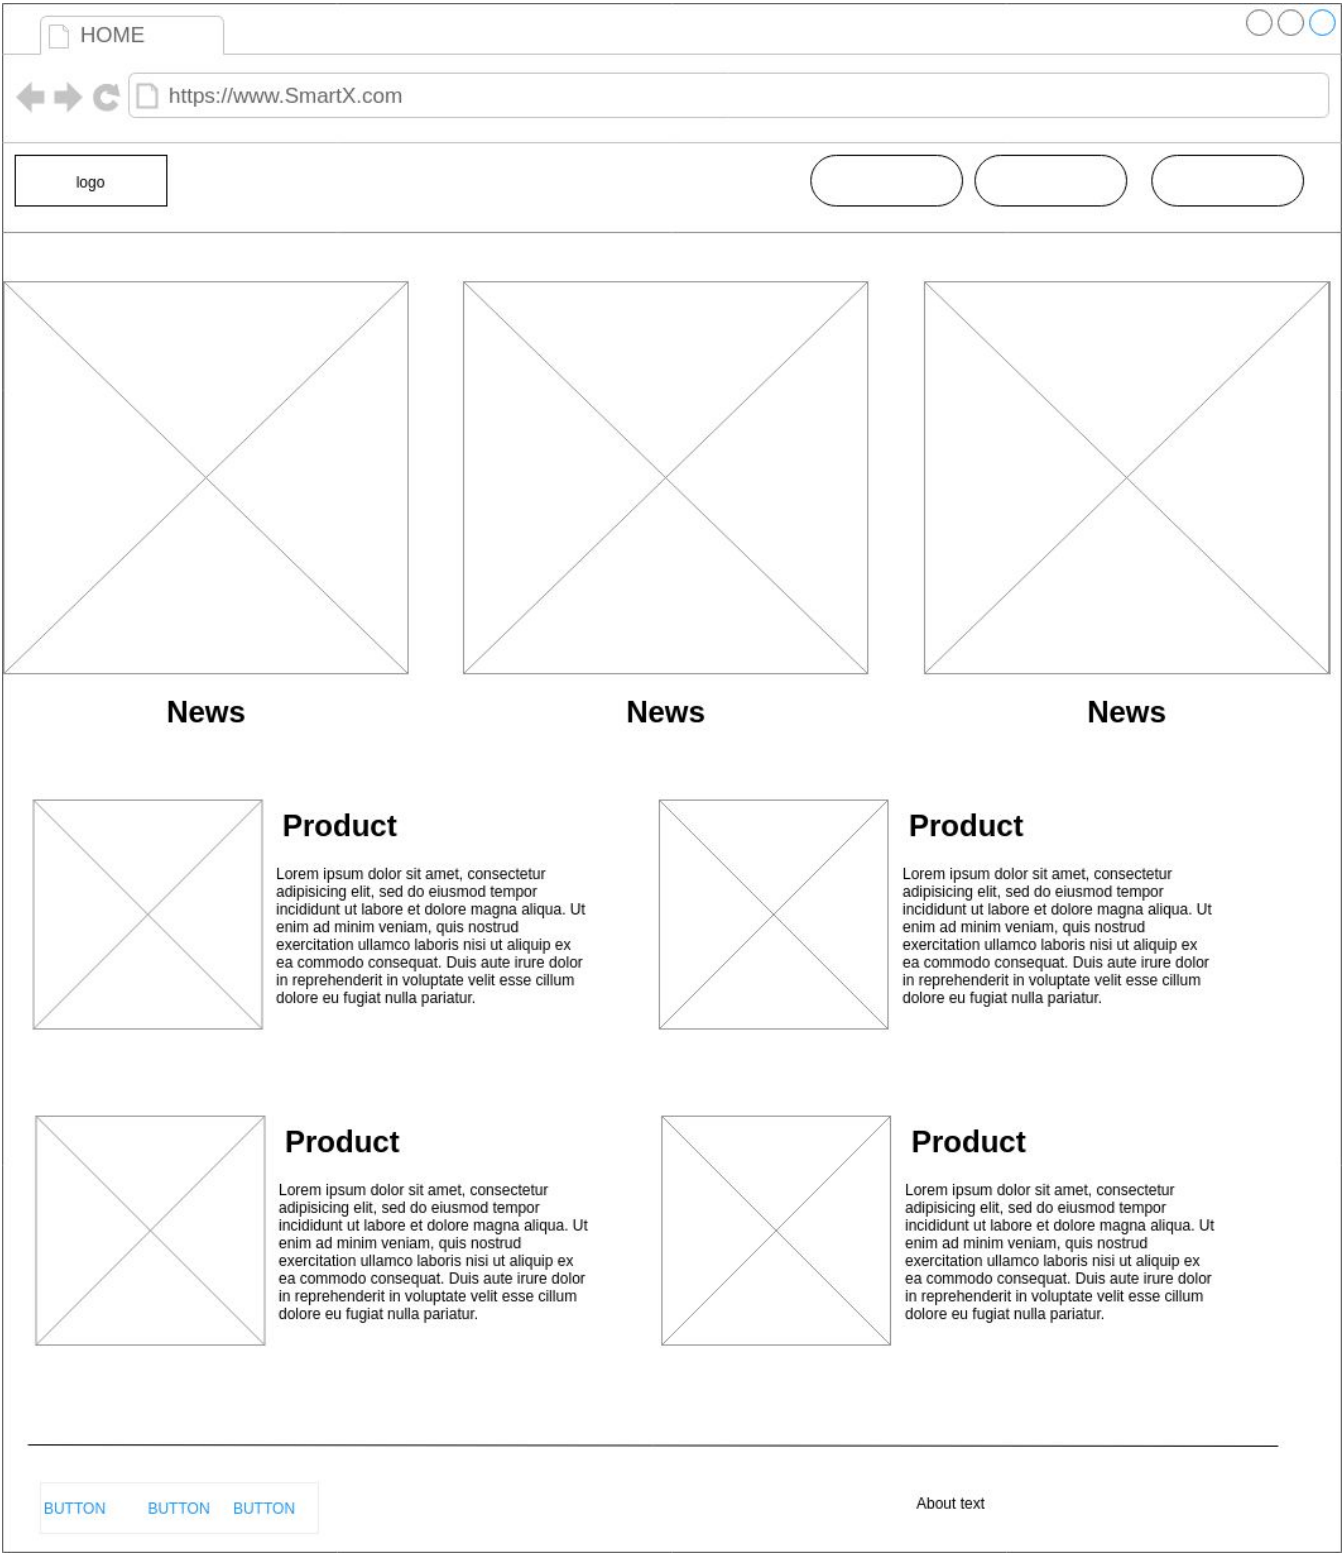 HOME
https://www.SmartX.com
logo
News
News
News
Product
Lorem ipsum dolor sit amet, consectetur
adipisicing elit, sed do eiusmod tempor
incididunt ut labore et dolore magna aliqua. Ut
enim ad minim veniam, quis nostrud
exercitation ullamco laboris nisi ut aliquip ex
ea commodo consequat. Duis aute irure dolor
in reprehenderit in voluptate velit esse cillum
dolore eu fugiat nulla pariatur.
Product
Lorem ipsum dolor sit amet, consectetur
adipisicing elit, sed do eiusmod tempor
incididunt ut labore et dolore magna aliqua. Ut
enim ad minim veniam, quis nostrud
exercitation ullamco laboris nisi ut aliquip ex
ea commodo consequat. Duis aute irure dolor
in reprehenderit in voluptate velit esse cillum
dolore eu fugiat nulla pariatur.
Product
Lorem ipsum dolor sit amet, consectetur
adipisicing elit, sed do eiusmod tempor
incididunt ut labore et dolore magna aliqua. Ut
enim ad minim veniam, quis nostrud
exercitation ullamco laboris nisi ut aliquip ex
ea commodo consequat. Duis aute irure dolor
in reprehenderit in voluptate velit esse cillum
dolore eu fugiat nulla pariatur.
Product
Lorem ipsum dolor sit amet, consectetur
adipisicing elit, sed do eiusmod tempor
incididunt ut labore et dolore magna aliqua. Ut
enim ad minim veniam, quis nostrud
exercitation ullamco laboris nisi ut aliquip ex
ea commodo consequat. Duis aute irure dolor
in reprehenderit in voluptate velit esse cillum
dolore eu fugiat nulla pariatur.
BUTTON BUTTON BUTTON
About text